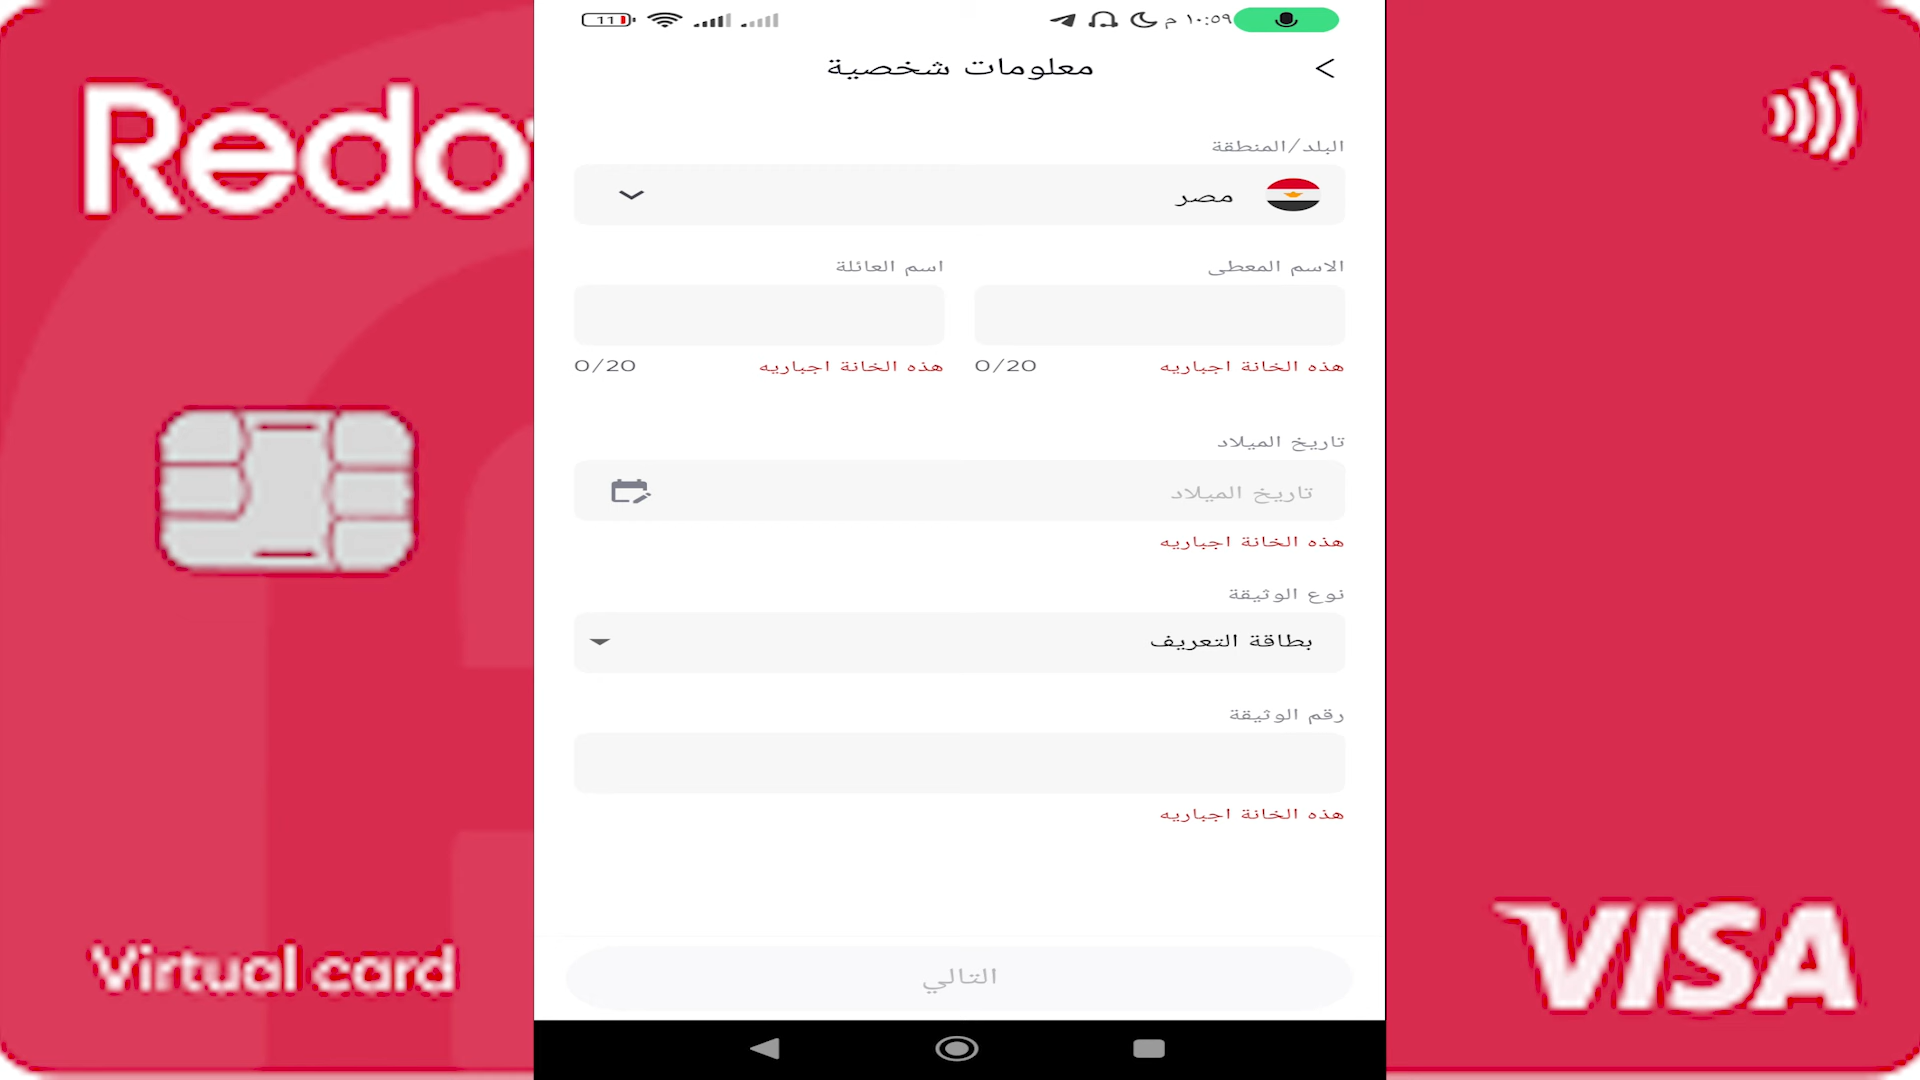 11
١٠:٥٩ م
معلومات شخصية
البلد/المنطقة
مصر
الاسم المعطى
اسم العائلة
هذه الخانة اجباريه
0/20
هذه الخانة اجباريه
0/20
تاريخ الميلاد
تاريخ الميلاد
هذه الخانة اجباريه
نوع الوثيقة
بطاقة التعريف
رقم الوثيقة
هذه الخانة اجباريه
التالي
Redo
Virtual card
VISA